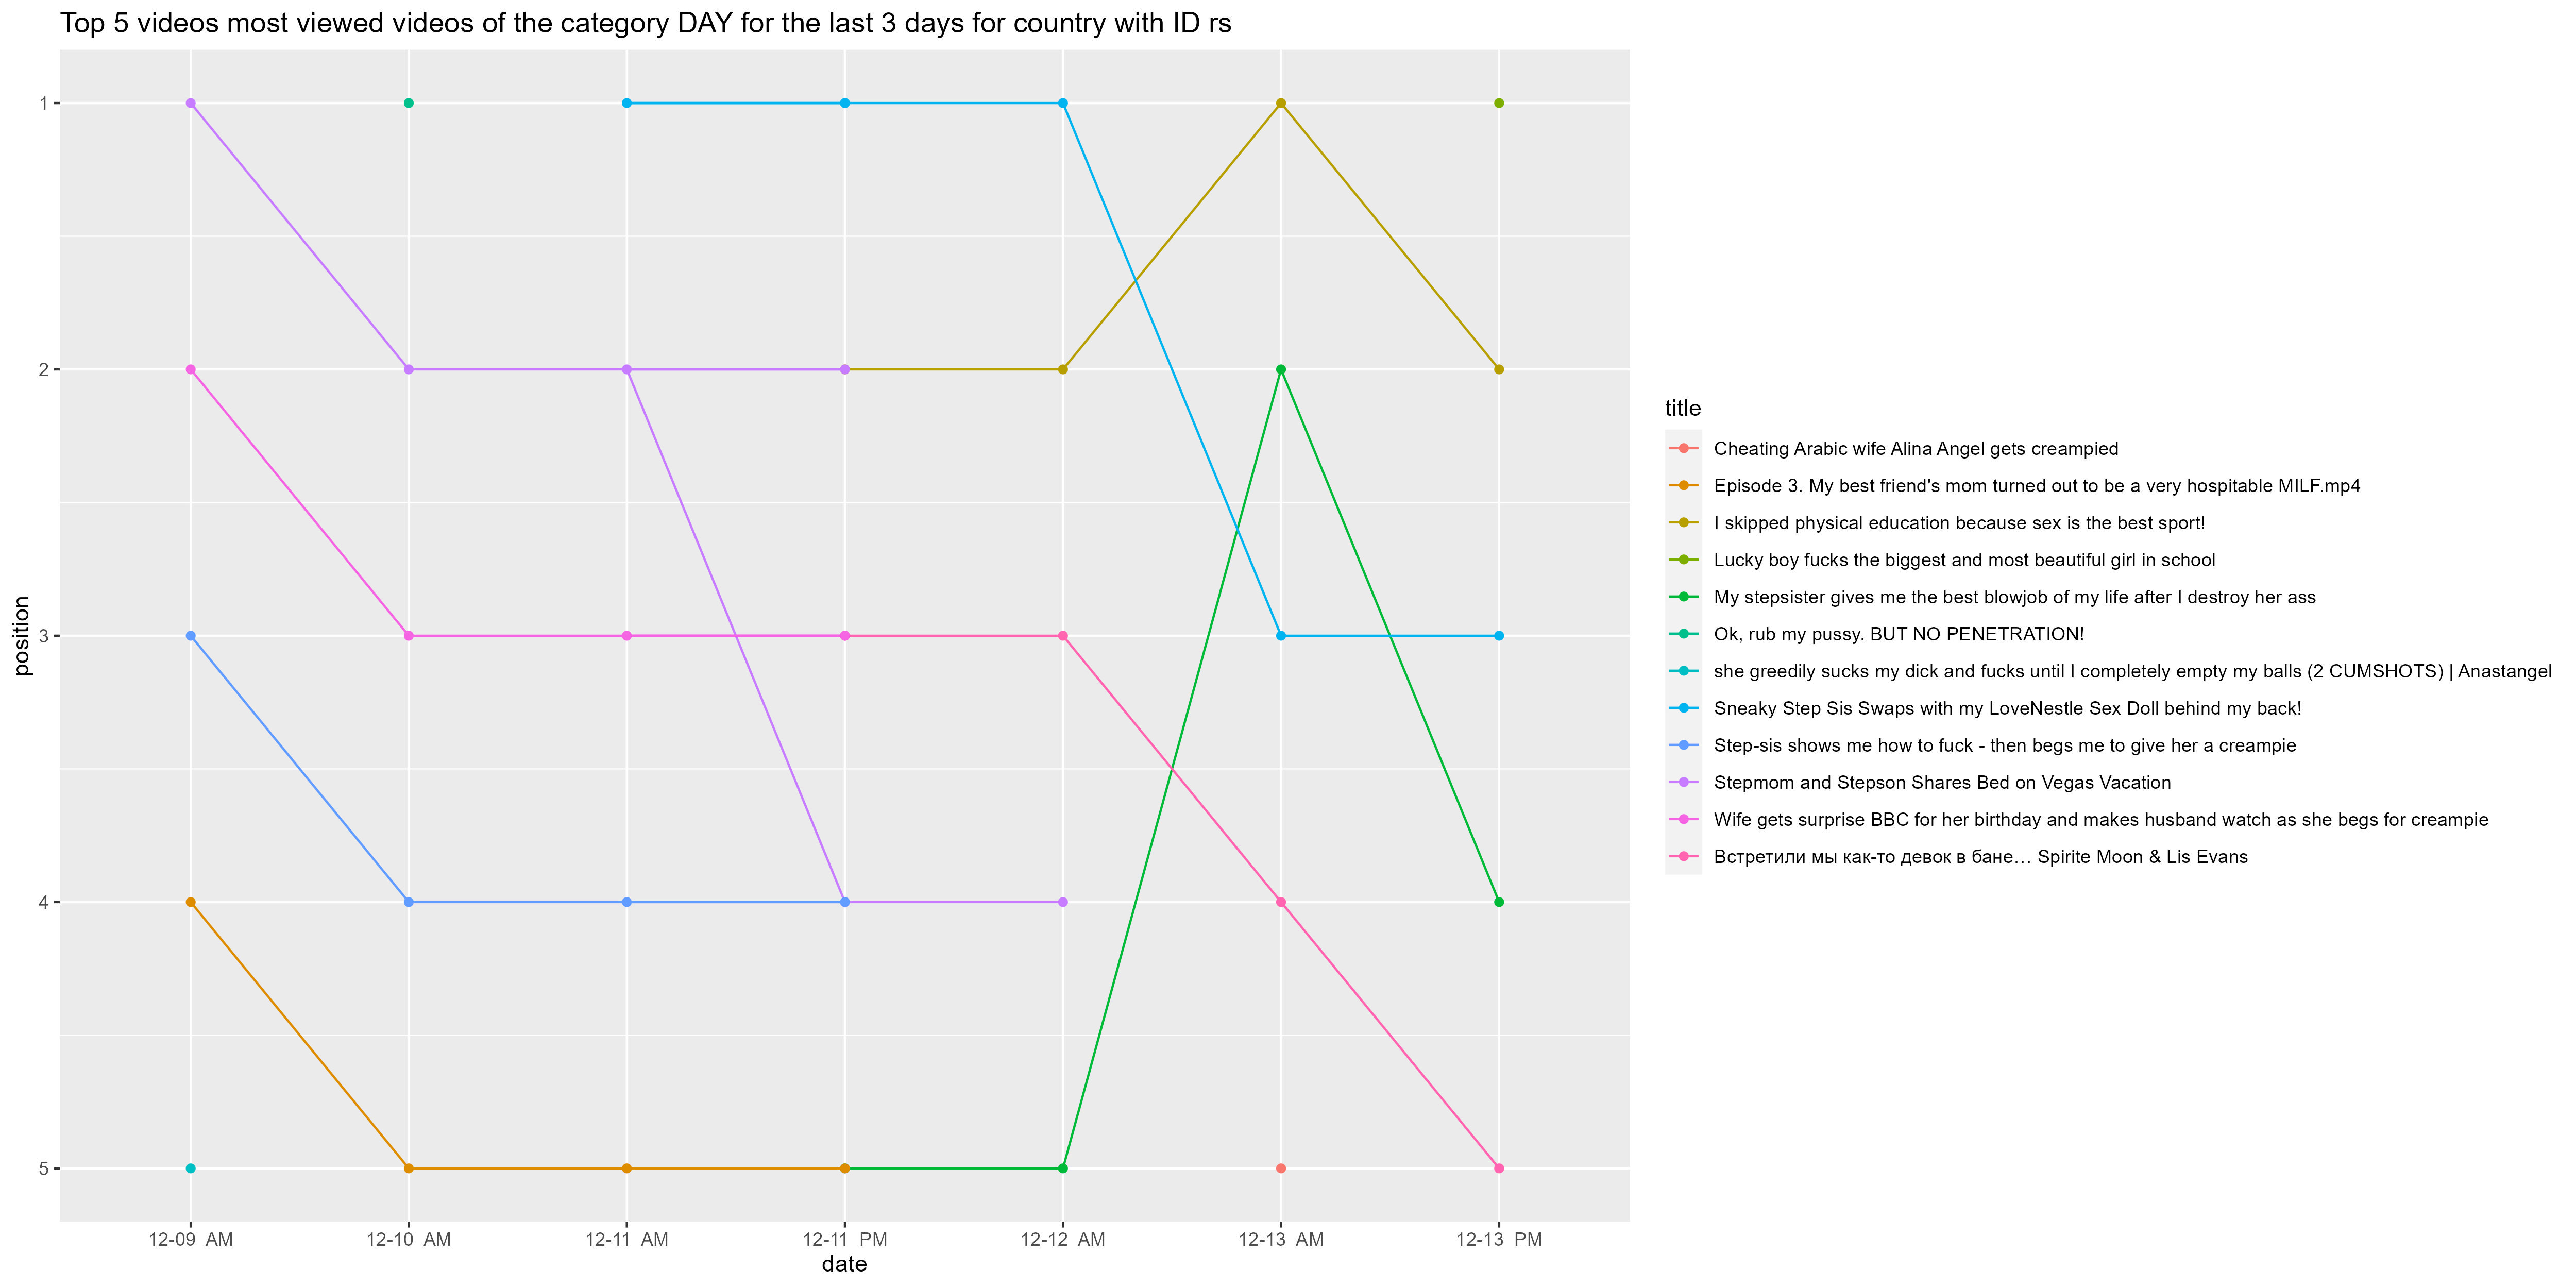 Top 5 videos most viewed videos of the category DAY for the last 3 days for country with ID rs
position
1
2
3
4
5
12-09 AM
12-10 AM
12-11 AM
12-11 PM
12-12 AM
12-13 AM
12-13 PM
date
title
Cheating Arabic wife Alina Angel gets creampied
Episode 3. My best friend's mom turned out to be a very hospitable MILF.mp4
I skipped physical education because sex is the best sport!
Lucky boy fucks the biggest and most beautiful girl in school
My stepsister gives me the best blowjob of my life after I destroy her ass
Ok, rub my pussy. BUT NO PENETRATION!
she greedily sucks my dick and fucks until I completely empty my balls (2 CUMSHOTS) | Anastangel
Sneaky Step Sis Swaps with my LoveNestle Sex Doll behind my back!
Step-sis shows me how to fuck - then begs me to give her a creampie
Stepmom and Stepson Shares Bed on Vegas Vacation
Wife gets surprise BBC for her birthday and makes husband watch as she begs for creampie
Встретили мы как-то девок в бане… Spirite Moon & Lis Evans